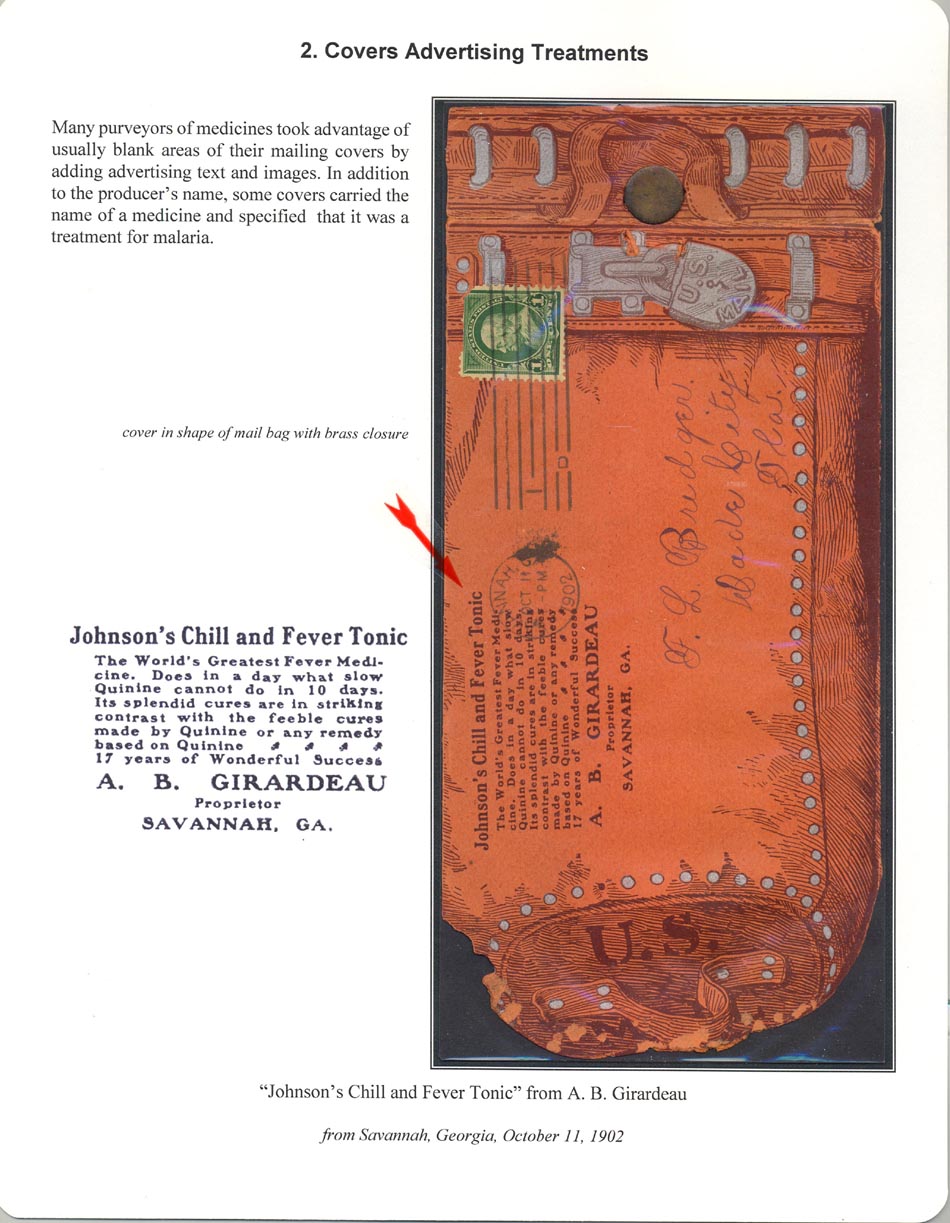 2. Covers Advertising Treatments
Many purveyors of medicines took advantage of
usually blank areas of their mailing covers by
adding advertising text and images. In addition
to the producer's name, some covers carried the
name of a medicine and specified that it was a
treatment for malaria.
cover in shape of mail bag with brass closure
Johnson's Chill and Fever Tonic
The World's Greatest Fever Medi-
cine. Does in a day what slow
Quinine cannot do in 10 days.
Its splendid cures are in striking
contrast with the feeble cures
made by Quinine or any remedy
based on Quinine
17 years of Wonderful Success
A. B. GIRARDEAU
Proprietor
SAVANNAH, GA.
U.S.
MAIL
D
1902
Johnson's Chill and Fever Tonic
The World's Greatest Fever Medi-
cine. Does in a day what slow
Quinine cannot do in 10 days.
Its splendid cures are in striking
contrast with the feeble cures
made by Quinine or any remedy
based on Quinine
17 years of Wonderful Success
A. B. GIRARDEAU
Proprietor
SAVANNAH, GA.
F. L. Bredger.
Dade City
Fla.
U.S.
"Johnson's Chill and Fever Tonic" from A. B. Girardeau
from Savannah, Georgia, October 11, 1902